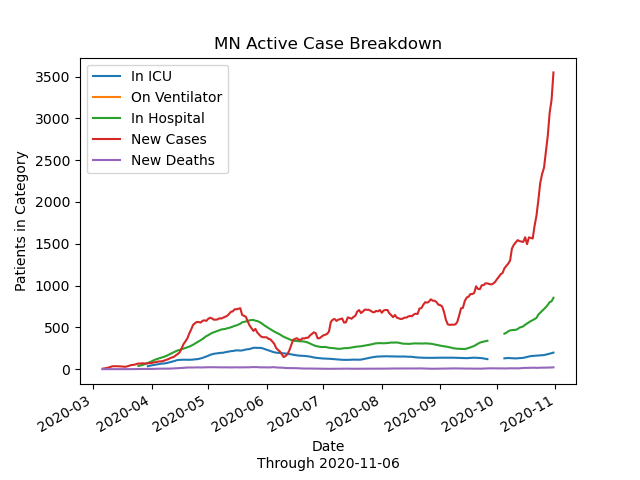 MN Active Case Breakdown
In ICU
On Ventilator
In Hospital
New Cases
New Deaths
Patients in Category
3500
3000
2500
2000
1500
1000
500
0
2020-03
2020-04
2020-05
2020-06
2020-07
2020-08
2020-09
2020-10
2020-11
Date
Through 2020-11-06